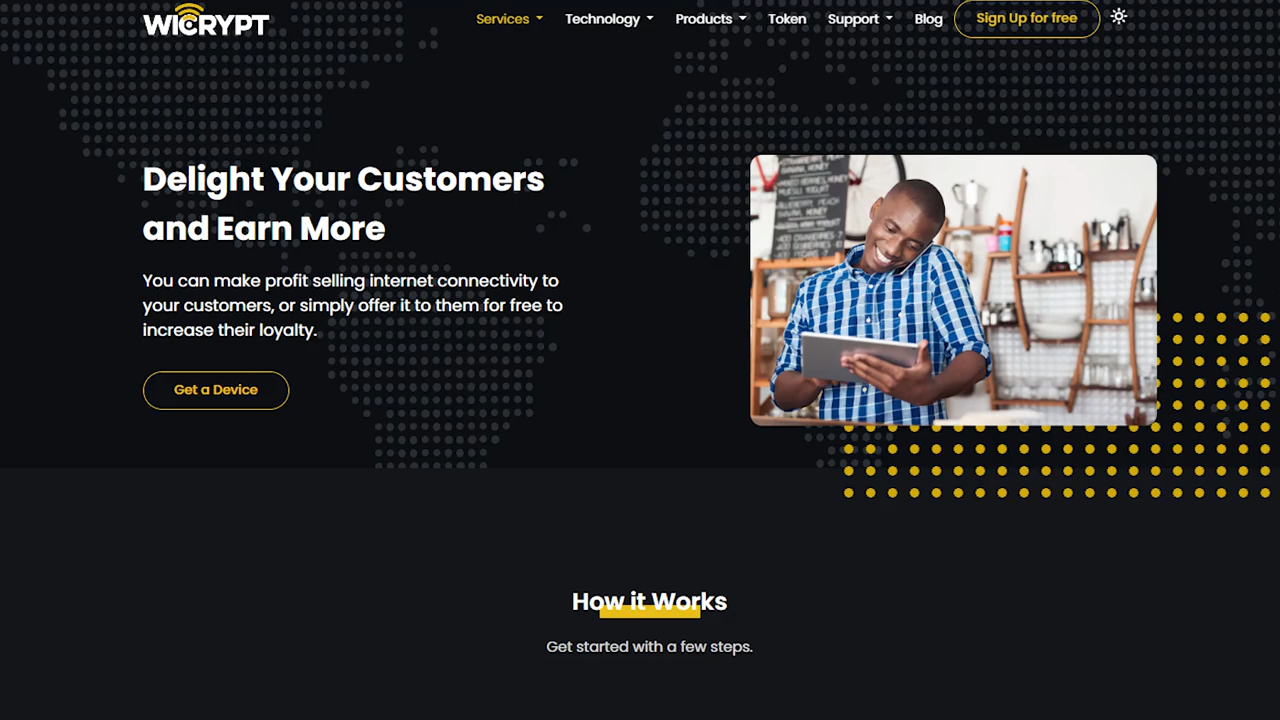 WICRYPT
Services Technology Products Token Support Blog Sign Up for free
Delight Your Customers
and Earn More
You can make profit selling internet connectivity to
your customers, or simply offer it to them for free to
increase their loyalty.
Get a Device
How it Works
Get started with a few steps.